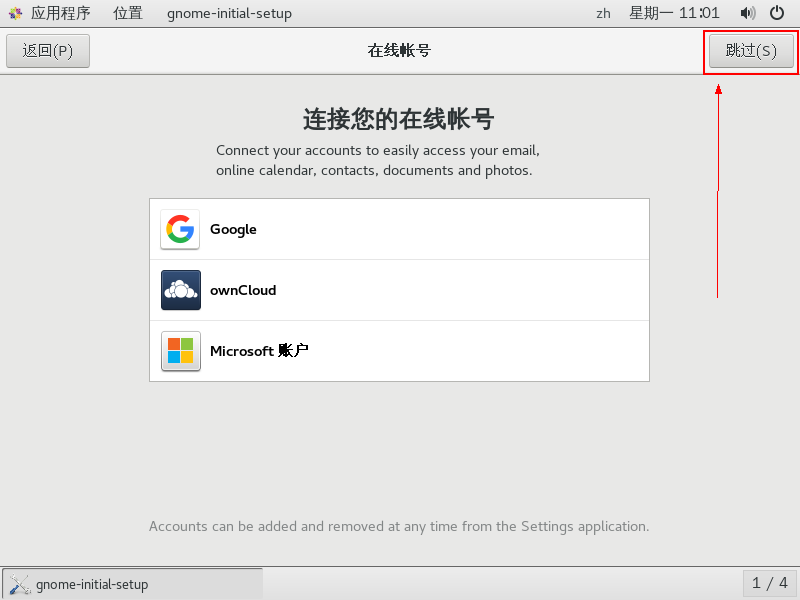 应用程序 位置 gnome-initial-setup zh 星期一 11∶01
返回(P) 在线帐号 跳过(S)
连接您的在线帐号
Connect your accounts to easily access your email,
online calendar, contacts, documents and photos.
Google
ownCloud
Microsoft 账户
Accounts can be added and removed at any time from the Settings application.
gnome-initial-setup 1 / 4